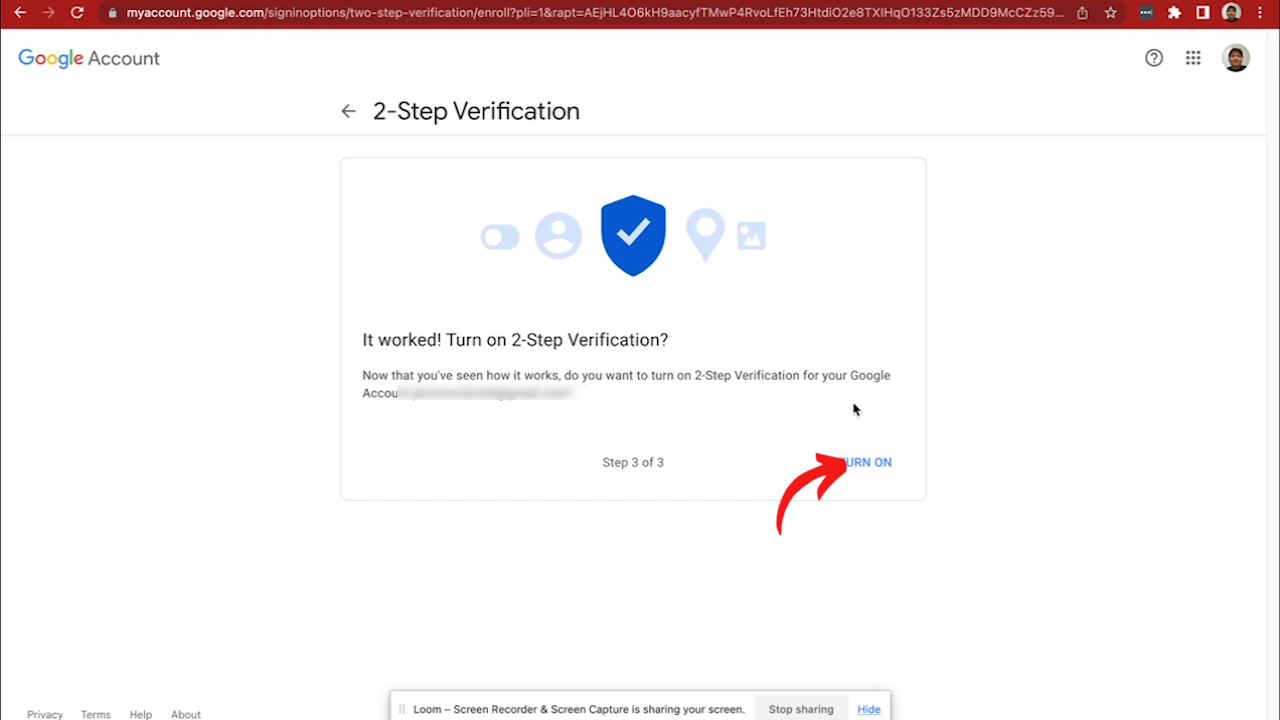 myaccount.google.com/signinoptions/two-step-verification/enroll?pli=1&rapt=AEjHL4O6kH9aacyfTMwP4RvoLfEh73HtdiO2e8TXIHqO133Zs5zMDD9McCZz59...
Google Account
2-Step Verification
It worked! Turn on 2-Step Verification?
Now that you've seen how it works, do you want to turn on 2-Step Verification for your Google
Accou
Step 3 of 3 TURN ON
Loom – Screen Recorder & Screen Capture is sharing your screen. Stop sharing Hide
Privacy Terms Help About